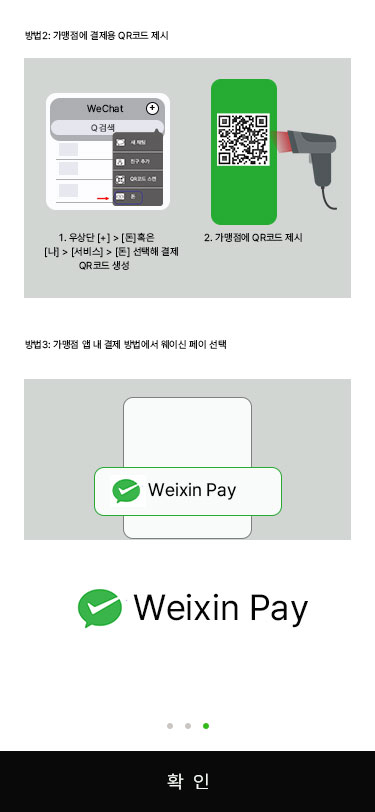 방법2: 가맹점에 결제용 QR코드 제시
WeChat
Q 검색
새 채팅
친구 추가
QR코드 스캔
돈
1. 우상단 [+] > [돈]혹은
[나] > [서비스] > [돈] 선택해 결제
QR코드 생성
2. 가맹점에 QR코드 제시
방법3: 가맹점 앱 내 결제 방법에서 웨이신 페이 선택
Weixin Pay
Weixin Pay
확인